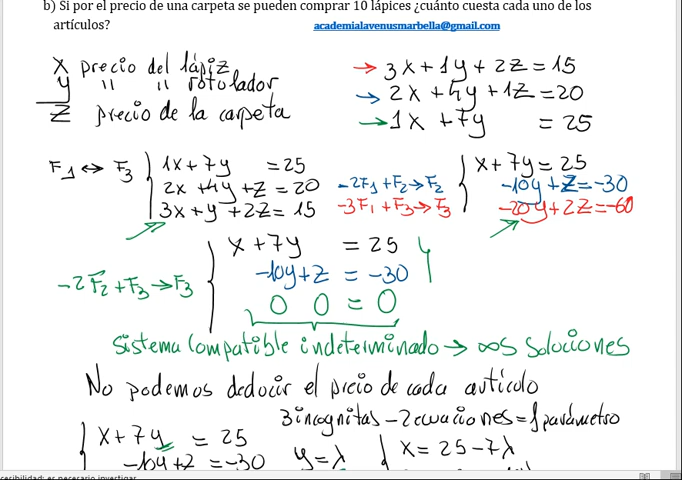 b) Si por el precio de una carpeta se pueden comprar 10 lápices ¿cuánto cuesta cada uno de los
artículos? academialavenusmarbella@gmail.com
x precio del lápiz
y " " rotulador
z precio de la carpeta
→ 3x+1y+2z=15
→ 2x+4y+1z=20
→ 1x+7y = 25
F1 ↔ F3
1x+7y = 25
2x+4y+z=20
3x+y+2z=15
-2F1+F2→F2
-3F1+F3→F3
x+7y=25
-10y+z=-30
-20y+2z=-60
-2F2+F3→F3
x+7y = 25
-10y+z = -30
0 0 = 0
Sistema Compatible indeterminado → ∞s soluciones
No podemos deducir el precio de cada artículo
3 incognitas - 2 ecuaciones = 1 parámetro
x+7y = 25
-10y+z = -30
y=λ
x = 25-7λ